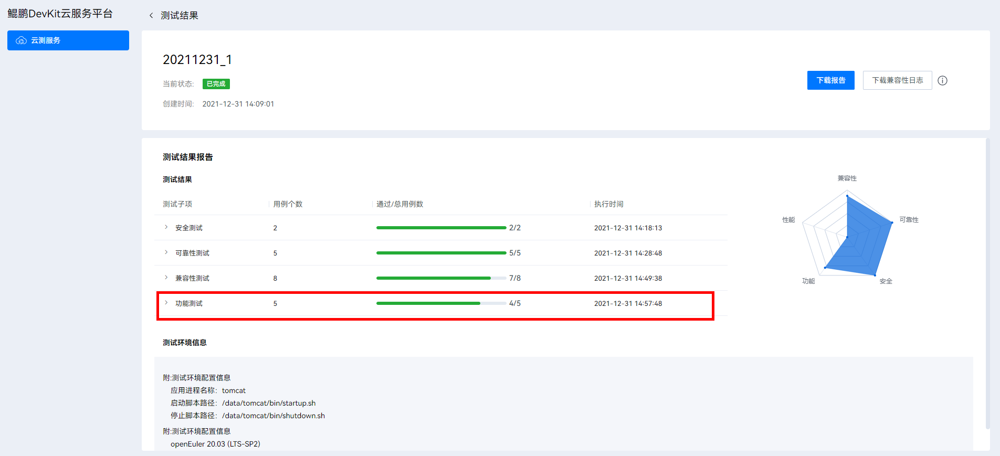 鲲鹏DevKit云服务平台
云测服务
测试结果
20211231_1
当前状态: 已完成
创建时间: 2021-12-31 14:09:01
下载报告 下载兼容性日志
测试结果报告
测试结果
测试子项 用例个数 通过/总用例数 执行时间
安全测试 2 2/2 2021-12-31 14:18:13
可靠性测试 5 5/5 2021-12-31 14:28:48
兼容性测试 8 7/8 2021-12-31 14:49:38
功能测试 5 4/5 2021-12-31 14:57:48
兼容性
性能 可靠性
功能 安全
测试环境信息
附:测试环境配置信息
应用进程名称: tomcat
启动脚本路径: /data/tomcat/bin/startup.sh
停止脚本路径: /data/tomcat/bin/shutdown.sh
附:测试环境配置信息
openEuler 20.03 (LTS-SP2)